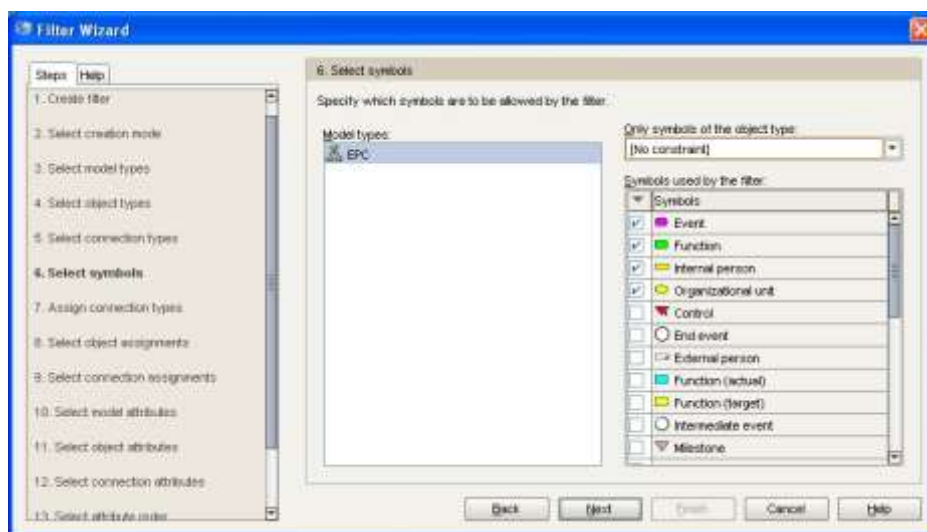 Filter Wizard
Steps Help
1. Create filter
2. Select creation mode
3. Select model types
4. Select object types
5. Select connection types
6. Select symbols
7. Assign connection types
8. Select object assignments
9. Select connection assignments
10. Select model attributes
11. Select object attributes
12. Select connection attributes
13. Select attribute order
6. Select symbols
Specify which symbols are to be allowed by the filter.
Model types:
EPC
Only symbols of the object type:
[No constraint]
Symbols used by the filter:
Symbols
Event
Function
Internal person
Organizational unit
Control
End event
External person
Function (actual)
Function (target)
Intermediate event
Milestone
Back Next Finish Cancel Help